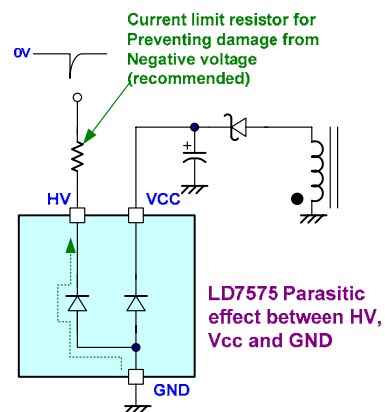 Current limit resistor for
Preventing damage from
Negative voltage
(recommended)
0V
+
HV
VCC
LD7575 Parasitic
effect between HV,
Vcc and GND
GND